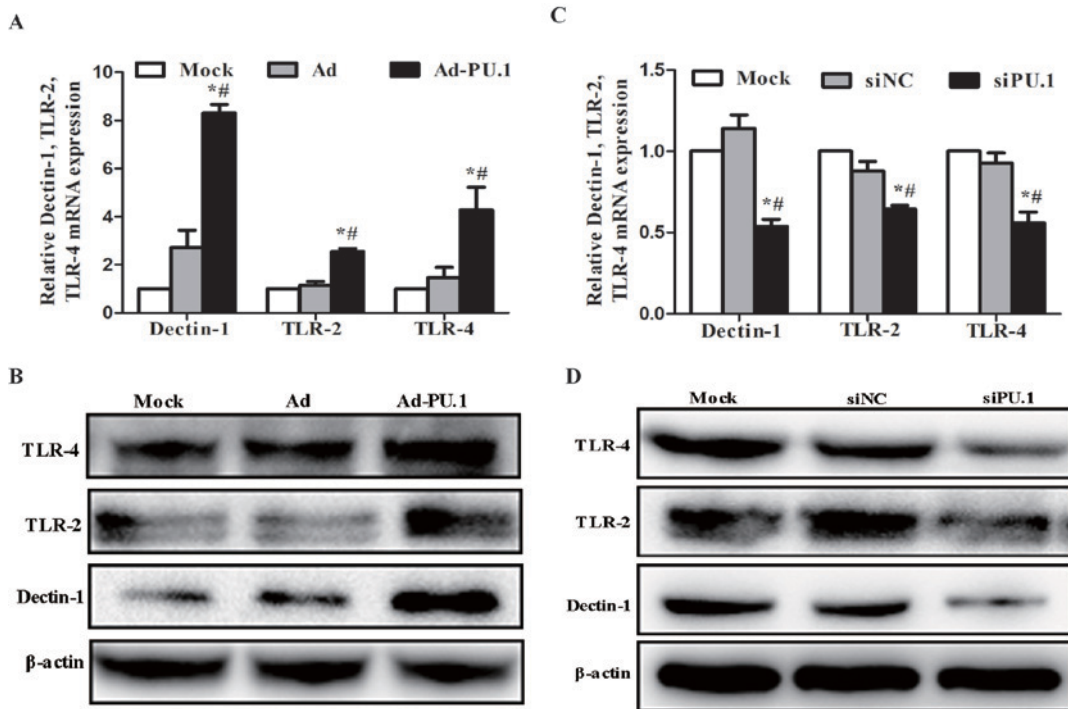 A
Relative Dectin-1, TLR-2,
TLR-4 mRNA expression
Mock Ad Ad-PU.1
10
8
6
4
2
0
*#
*#
*#
Dectin-1 TLR-2 TLR-4
C
Relative Dectin-1, TLR-2,
TLR-4 mRNA expression
Mock siNC siPU.1
1.5
1.0
0.5
0.0
*#
*#
*#
Dectin-1 TLR-2 TLR-4
B
Mock Ad Ad-PU.1
TLR-4
TLR-2
Dectin-1
β-actin
D
Mock siNC siPU.1
TLR-4
TLR-2
Dectin-1
β-actin